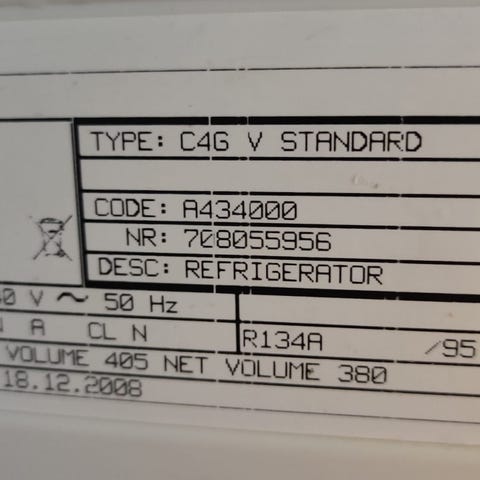 TYPE: C4G V STANDARD
CODE: A434000
NR: 708055956
DESC: REFRIGERATOR
0 V ~ 50 Hz
A CL N
R134A /95
VOLUME 405 NET VOLUME 380
18.12.2008